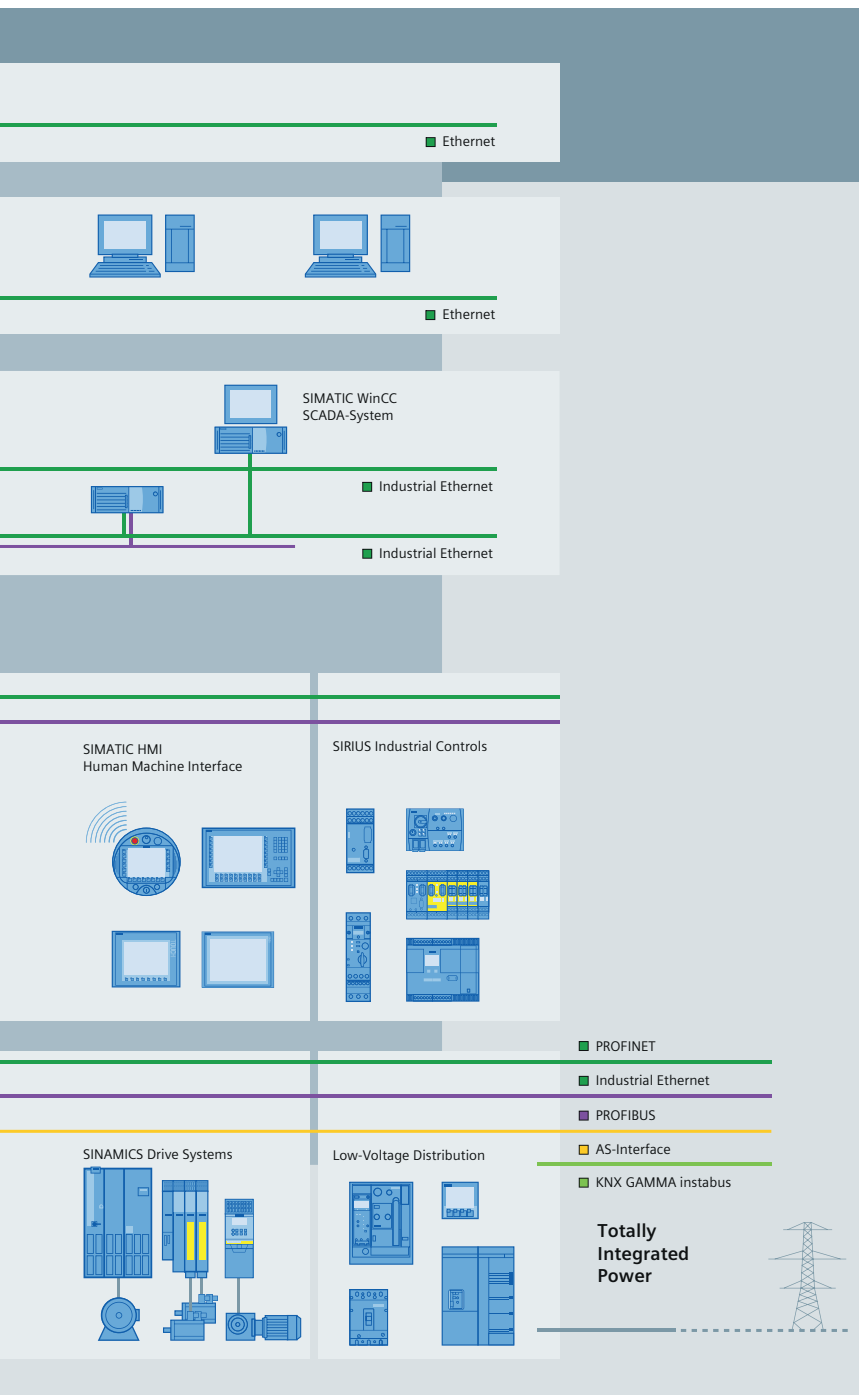 Ethernet
Ethernet
SIMATIC WinCC
SCADA-System
Industrial Ethernet
Industrial Ethernet
SIMATIC HMI
Human Machine Interface
SIRIUS Industrial Controls
PROFINET
Industrial Ethernet
PROFIBUS
AS-Interface
KNX GAMMA instabus
SINAMICS Drive Systems
Low-Voltage Distribution
Totally
Integrated
Power